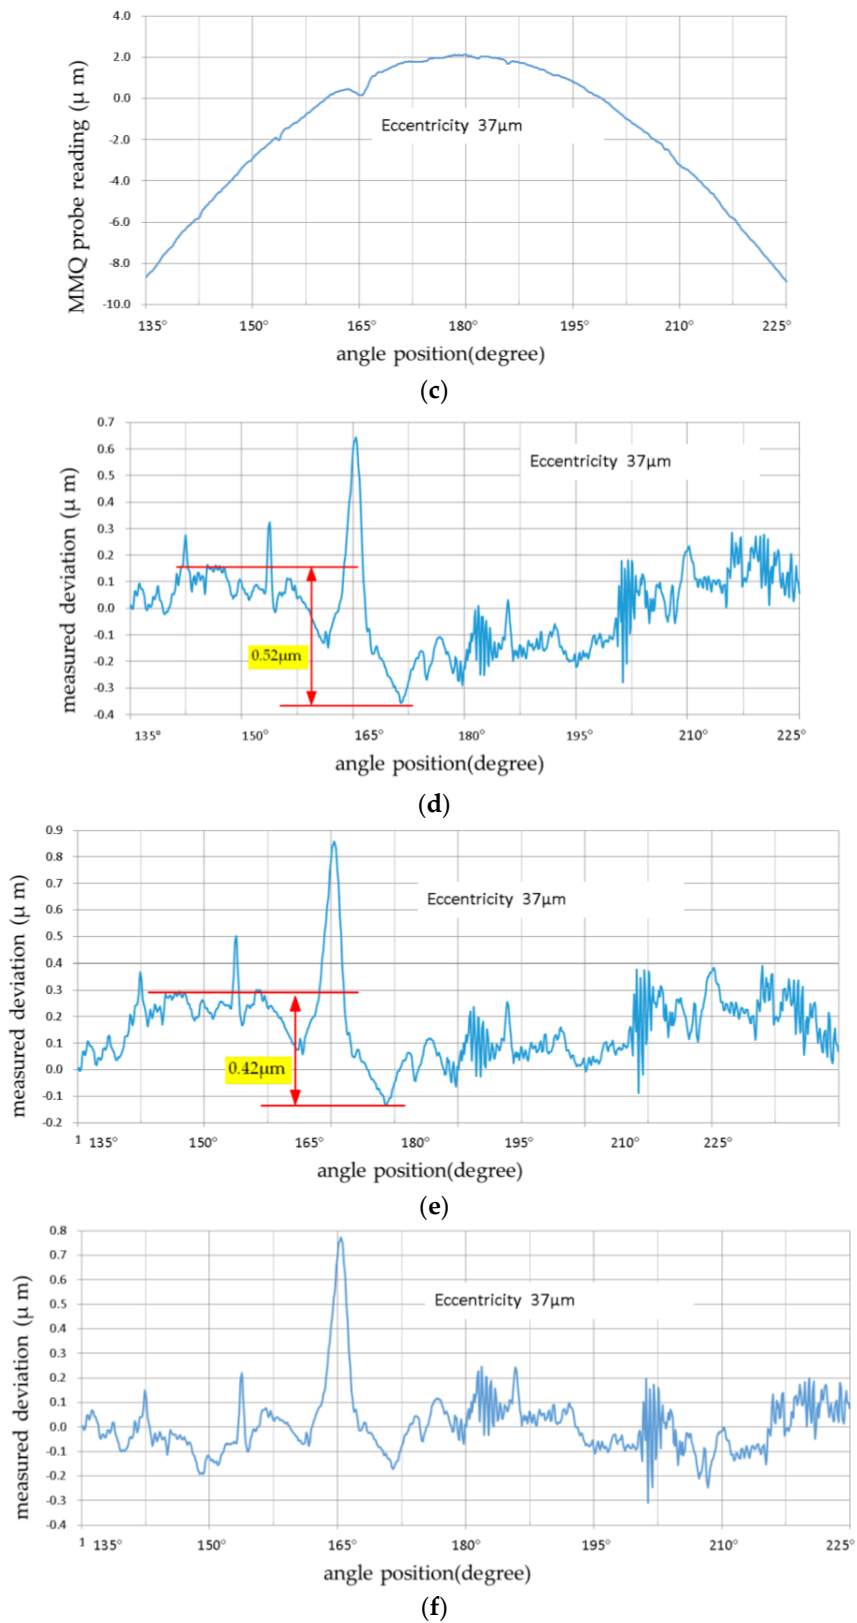 4.0
2.0
0.0
-2.0
-4.0
-6.0
-8.0
-10.0
MMQ probe reading (μ m)
Eccentricity 37μm
135° 150° 165° 180° 195° 210° 225°
angle position(degree)
(c)
0.7
0.6
0.5
0.4
0.3
0.2
0.1
0.0
-0.1
-0.2
-0.3
-0.4
measured deviation (μ m)
Eccentricity 37μm
0.52μm
135° 150° 165° 180° 195° 210° 225°
angle position(degree)
(d)
0.9
0.8
0.7
0.6
0.5
0.4
0.3
0.2
0.1
0.0
-0.1
-0.2
measured deviation (μ m)
Eccentricity 37μm
0.42μm
1 135° 150° 165° 180° 195° 210° 225°
angle position(degree)
(e)
0.8
0.7
0.6
0.5
0.4
0.3
0.2
0.1
0.0
-0.1
-0.2
-0.3
-0.4
measured deviation (μ m)
Eccentricity 37μm
1 135° 150° 165° 180° 195° 210° 225°
angle position(degree)
(f)